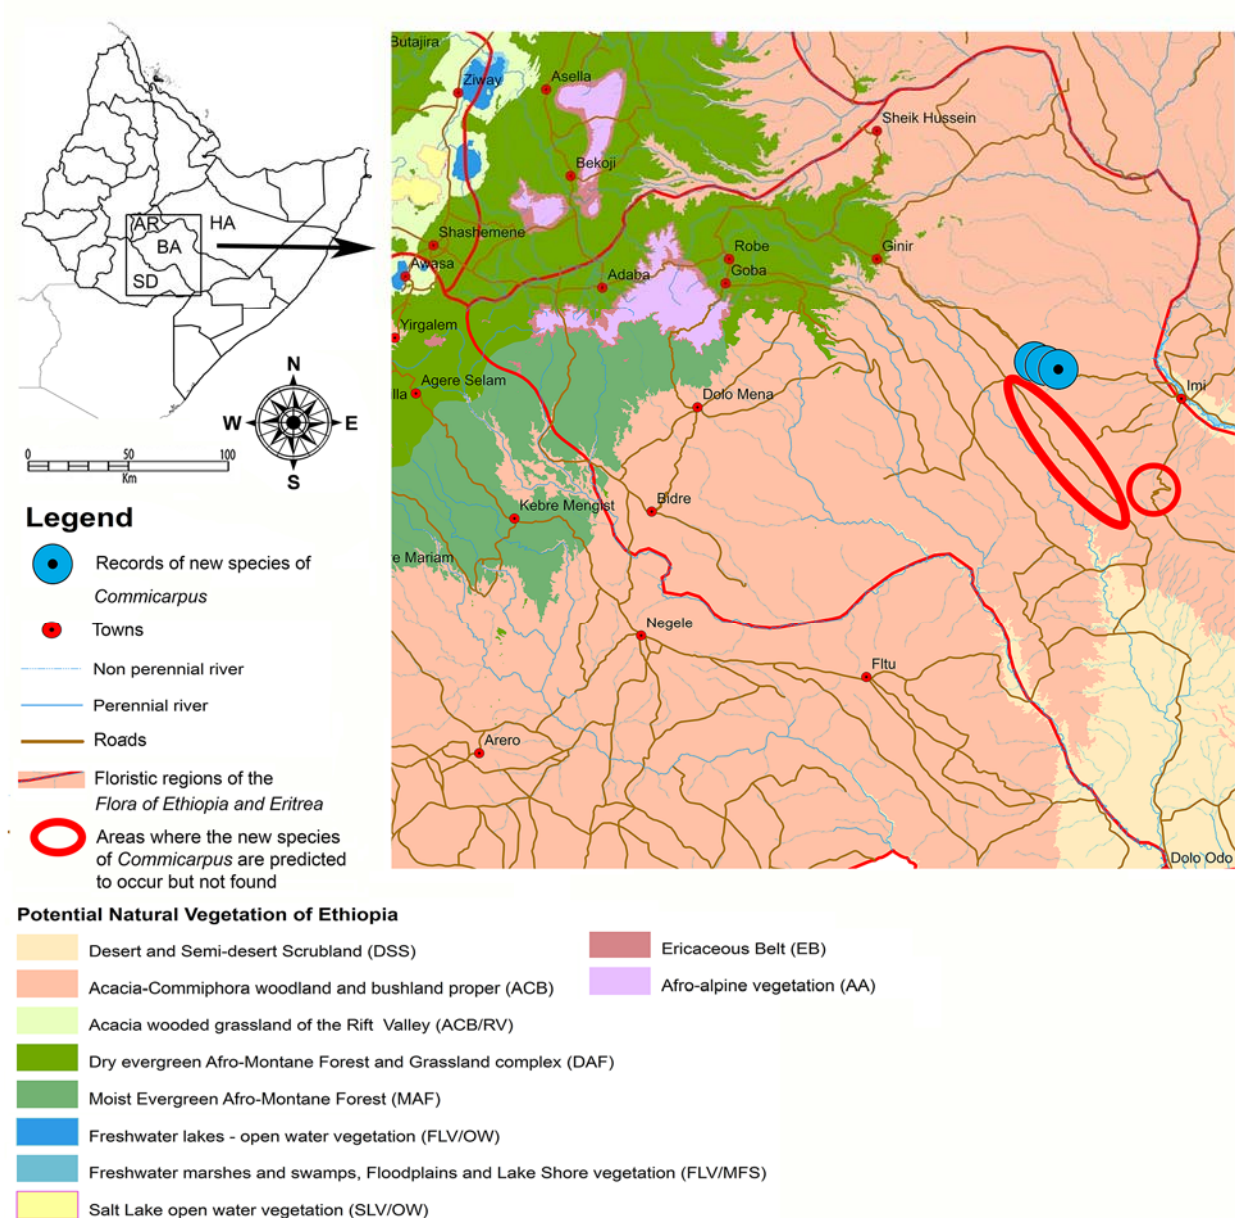 AR
HA
BA
SD
N
W
E
S
0 50 100
Km
Butajira
Ziway
Asella
Sheik Hussein
Bekoji
Shashemene
Robe
Ginir
Awasa
Adaba
Goba
Yirgalem
Agere Selam
lla
Dolo Mena
Imi
Kebre Mengist
Bidre
re Mariam
Negele
Fltu
Arero
Dolo Odo
Legend
Records of new species of
Commicarpus
Towns
Non perennial river
Perennial river
Roads
Floristic regions of the
Flora of Ethiopia and Eritrea
Areas where the new species
of Commicarpus are predicted
to occur but not found
Potential Natural Vegetation of Ethiopia
Desert and Semi-desert Scrubland (DSS)
Acacia-Commiphora woodland and bushland proper (ACB)
Acacia wooded grassland of the Rift Valley (ACB/RV)
Dry evergreen Afro-Montane Forest and Grassland complex (DAF)
Moist Evergreen Afro-Montane Forest (MAF)
Freshwater lakes - open water vegetation (FLV/OW)
Freshwater marshes and swamps, Floodplains and Lake Shore vegetation (FLV/MFS)
Salt Lake open water vegetation (SLV/OW)
Ericaceous Belt (EB)
Afro-alpine vegetation (AA)